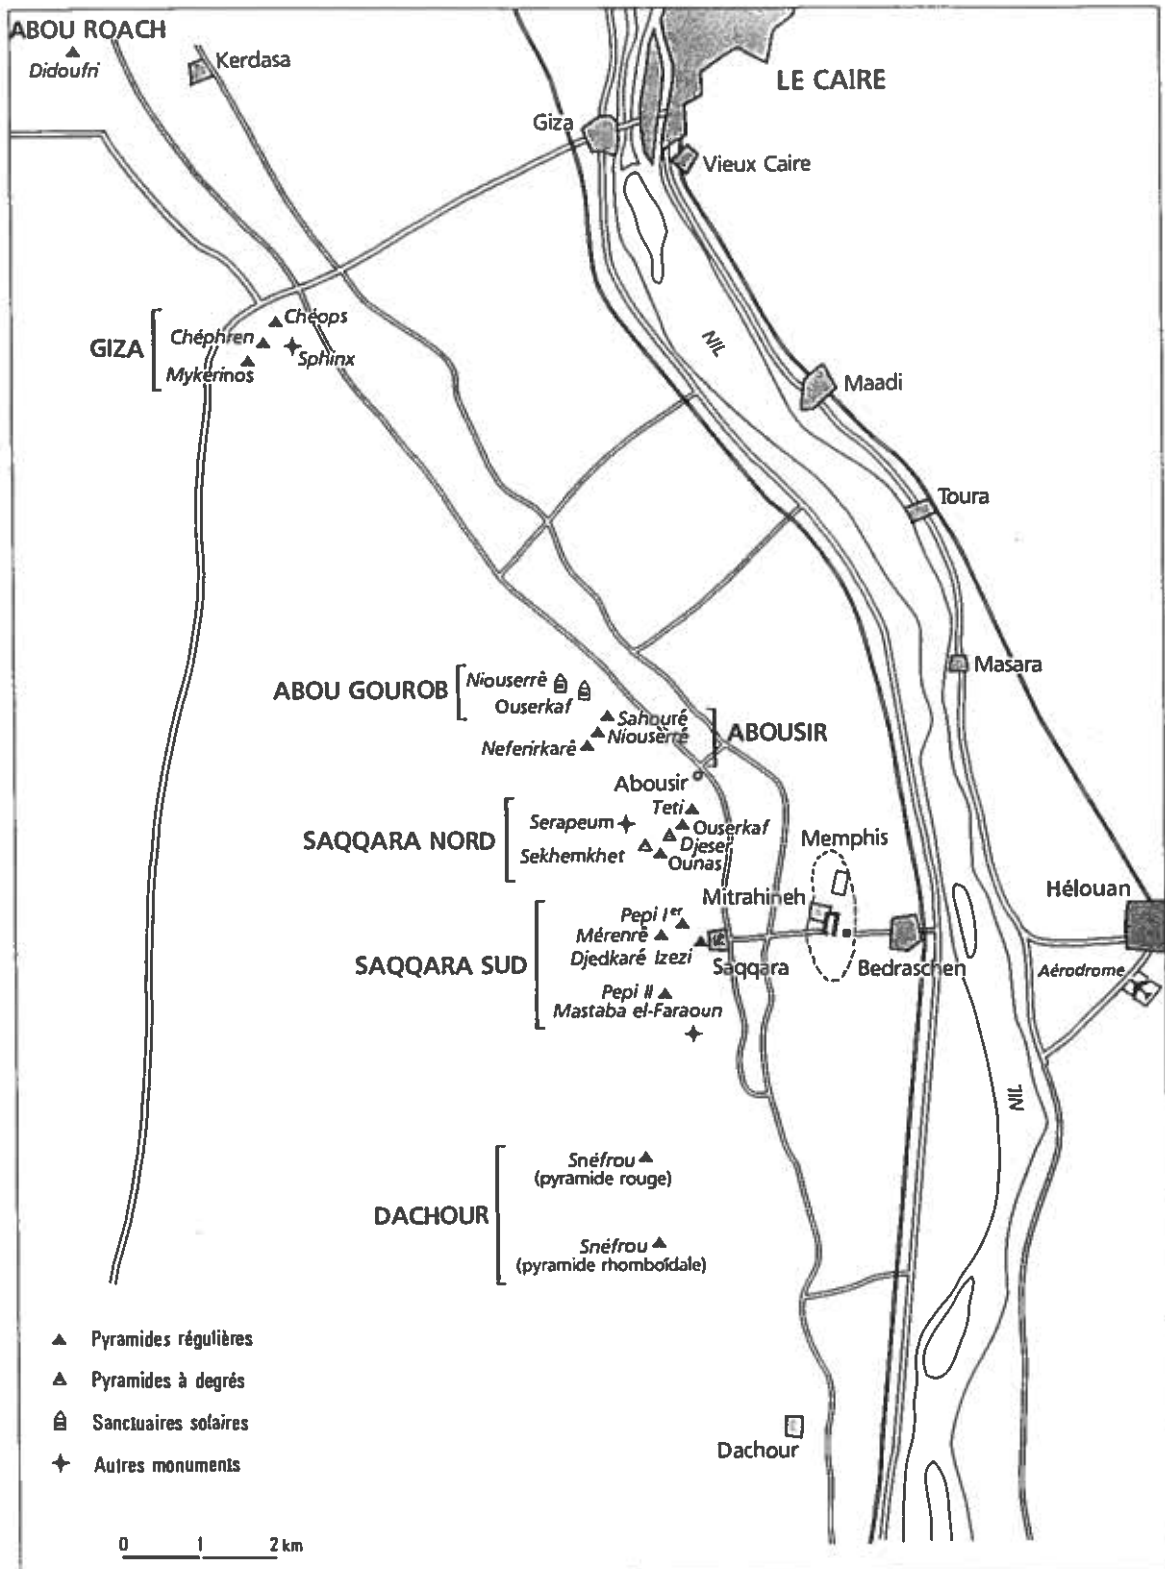 ABOU ROACH
Didoufri
Kerdasa
LE CAIRE
Giza
Vieux Caire
GIZA
Chéops
Chéphren
Sphinx
Mykérinos
NIL
Maadi
Toura
Masara
ABOU GOUROB
Niouserrê
Ouserkaf
Sahouré
Niouserré
Neferirkarê
ABOUSIR
Abousir
SAQQARA NORD
Teti
Serapeum
Ouserkaf
Djeser
Sekhemkhet
Ounas
Memphis
Mitrahineh
Hélouan
SAQQARA SUD
Pepi Ier
Mérenrê
Djedkaré Izezi
Saqqara
Bedraschen
Aérodrome
Pepi II
Mastaba el-Faraoun
NIL
DACHOUR
Snéfrou
(pyramide rouge)
Snéfrou
(pyramide rhomboïdale)
Dachour
Pyramides régulières
Pyramides à degrés
Sanctuaires solaires
Autres monuments
0 1 2 km